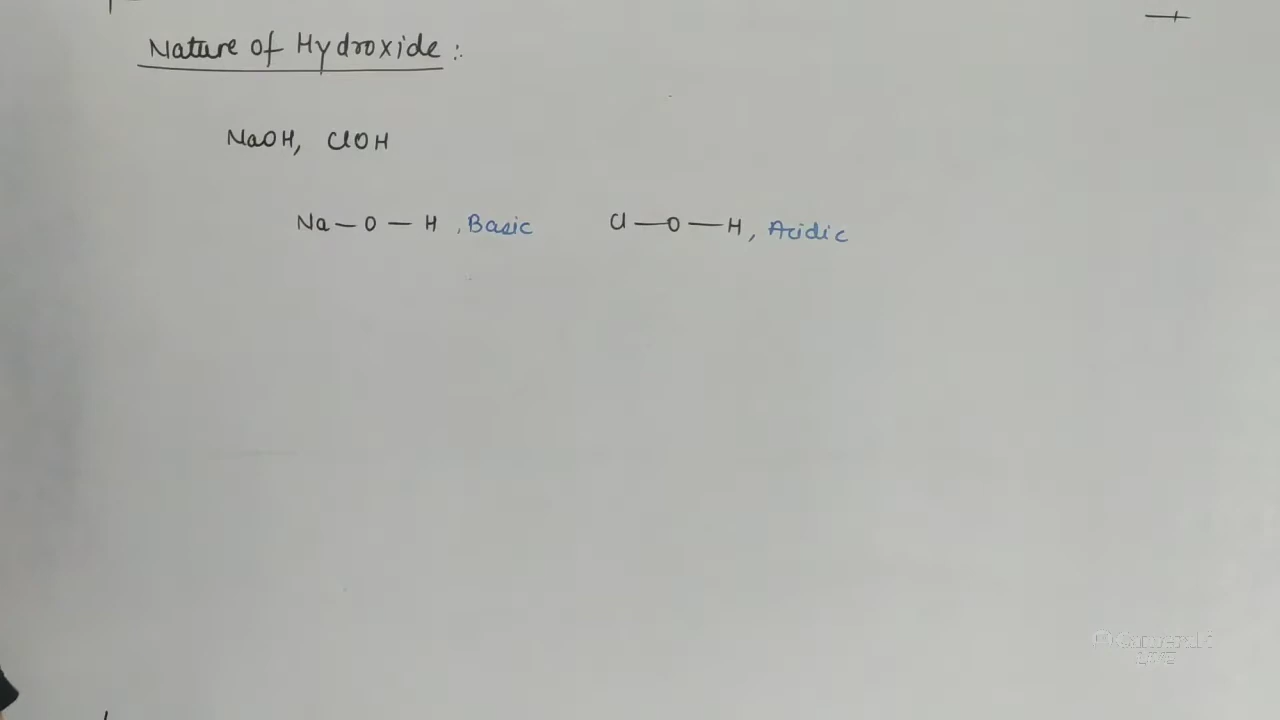 Nature of Hydroxide :
NaOH, ClOH
Na — O — H , Basic Cl — O — H , Acidic